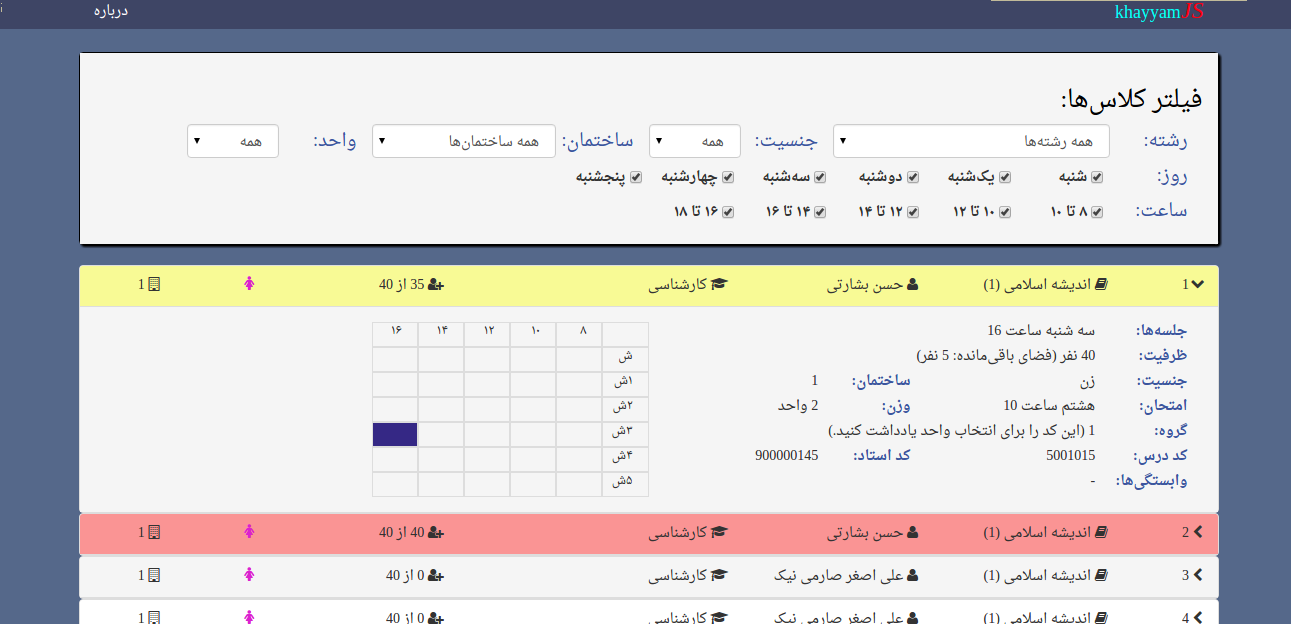 khayyamJS درباره
فیلتر کلاس‌ها:
رشته: همه رشته‌ها جنسیت: همه ساختمان: همه ساختمان‌ها واحد: همه
روز: شنبه یک‌شنبه دوشنبه سه‌شنبه چهارشنبه پنجشنبه
ساعت: ۸ تا ۱۰ ۱۰ تا ۱۲ ۱۲ تا ۱۴ ۱۴ تا ۱۶ ۱۶ تا ۱۸
1 اندیشه اسلامی (1) حسن بشارتی کارشناسی 35 از 40 1
جلسه‌ها: سه شنبه ساعت 16
ظرفیت: 40 نفر (فضای باقی‌مانده: 5 نفر)
جنسیت: زن ساختمان: 1
امتحان: هشتم ساعت 10 وزن: 2 واحد
گروه: 1 (این کد را برای انتخاب واحد یادداشت کنید.)
کد درس: 5001015 کد استاد: 900000145
وابستگی‌ها: -
۸ ۱۰ ۱۲ ۱۴ ۱۶
ش
۱ش
۲ش
۳ش
۴ش
۵ش
2 اندیشه اسلامی (1) حسن بشارتی کارشناسی 40 از 40 1
3 اندیشه اسلامی (1) علی اصغر صارمی نیک کارشناسی 0 از 40 1
4 اندیشه اسلامی (1) علی اصغر صارمی نیک کارشناسی 0 از 40 1